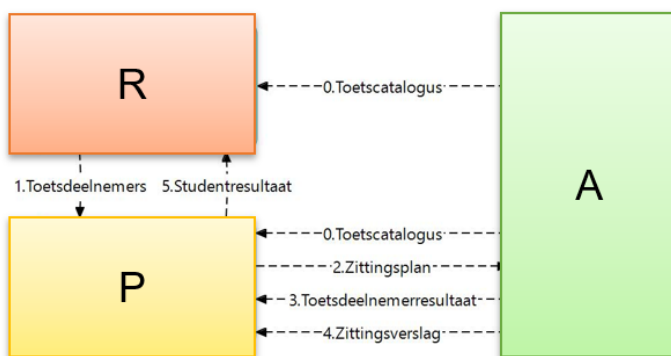 R
0.Toetscatalogus
A
1.Toetsdeelnemers
5.Studentresultaat
P
0.Toetscatalogus
2.Zittingsplan
3.Toetsdeelnemerresultaat
4.Zittingsverslag